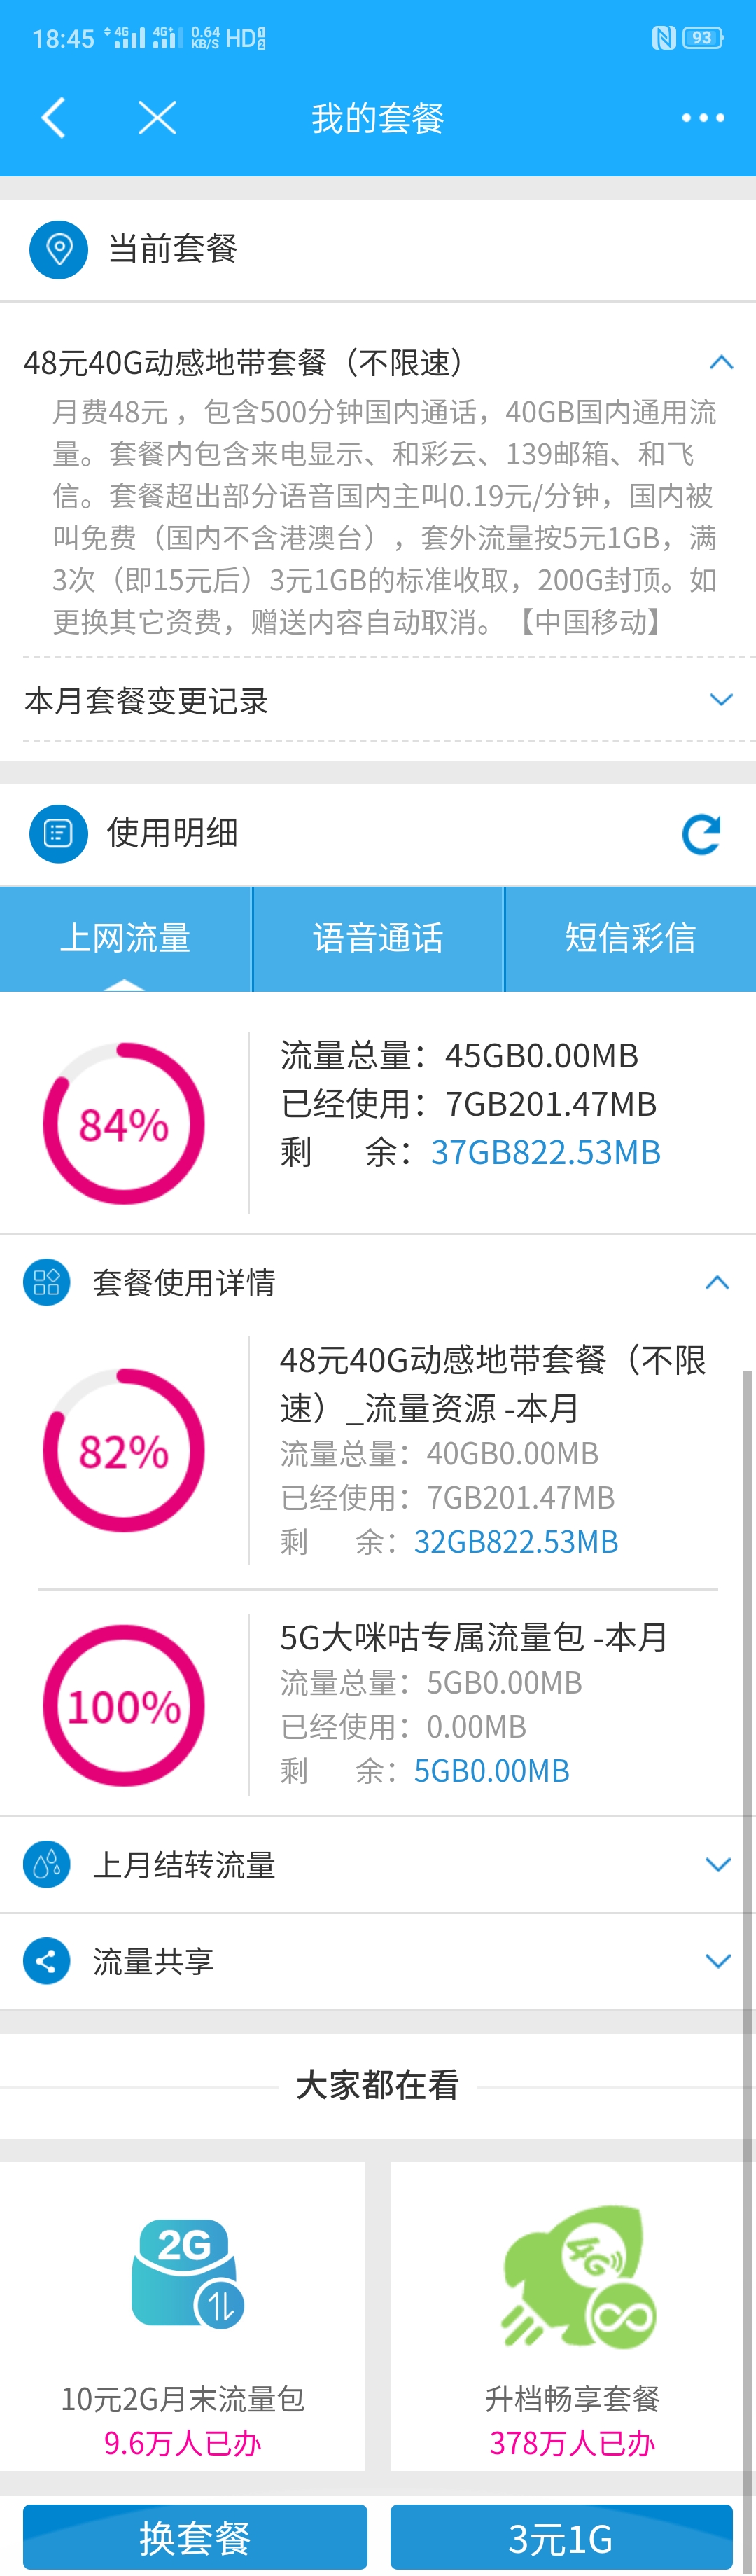 18:45 4G 4G+ 0.64 KB/S HD 1 2 93
我的套餐
当前套餐
48元40G动感地带套餐（不限速）
月费48元 ，包含500分钟国内通话，40GB国内通用流
量。套餐内包含来电显示、和彩云、139邮箱、和飞
信。套餐超出部分语音国内主叫0.19元/分钟，国内被
叫免费（国内不含港澳台），套外流量按5元1GB，满
3次（即15元后）3元1GB的标准收取，200G封顶。如
更换其它资费，赠送内容自动取消。【中国移动】
本月套餐变更记录
使用明细
上网流量 语音通话 短信彩信
84%
流量总量：45GB0.00MB
已经使用：7GB201.47MB
剩 余：37GB822.53MB
套餐使用详情
82%
48元40G动感地带套餐（不限
速）_流量资源 -本月
流量总量：40GB0.00MB
已经使用：7GB201.47MB
剩 余：32GB822.53MB
100%
5G大咪咕专属流量包 -本月
流量总量：5GB0.00MB
已经使用：0.00MB
剩 余：5GB0.00MB
上月结转流量
流量共享
大家都在看
2G
10元2G月末流量包
9.6万人已办
4G
升档畅享套餐
378万人已办
换套餐 3元1G